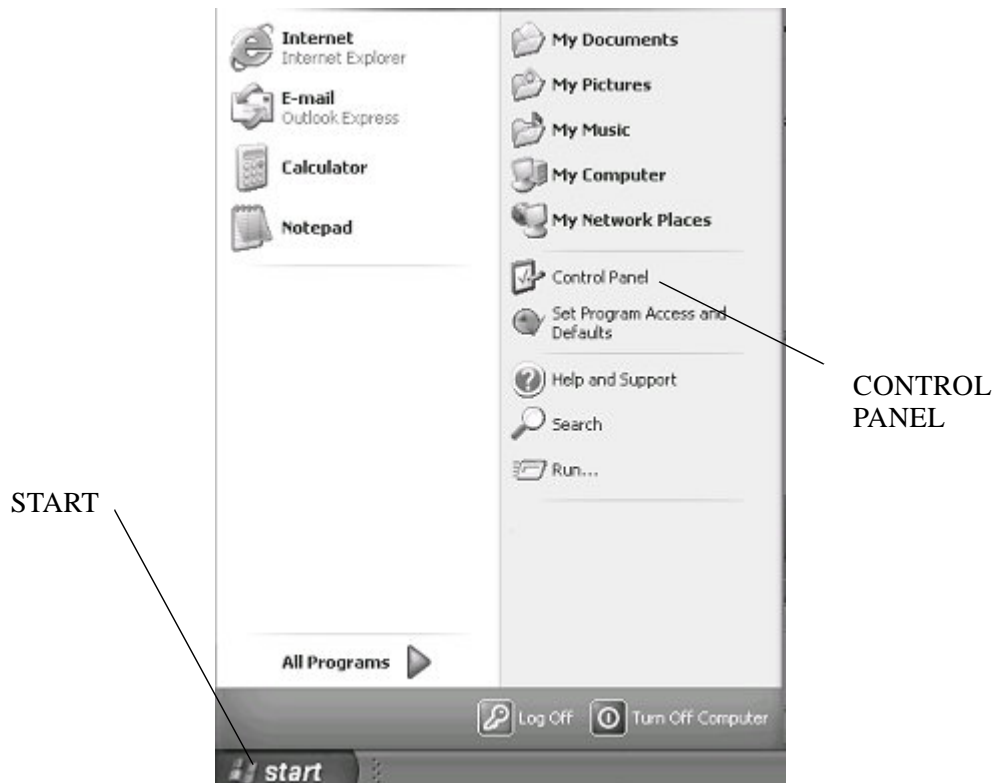 Internet
Internet Explorer
E-mail
Outlook Express
Calculator
Notepad
All Programs
My Documents
My Pictures
My Music
My Computer
My Network Places
Control Panel
Set Program Access and
Defaults
Help and Support
Search
Run...
Log Off
Turn Off Computer
start
START
CONTROL
PANEL